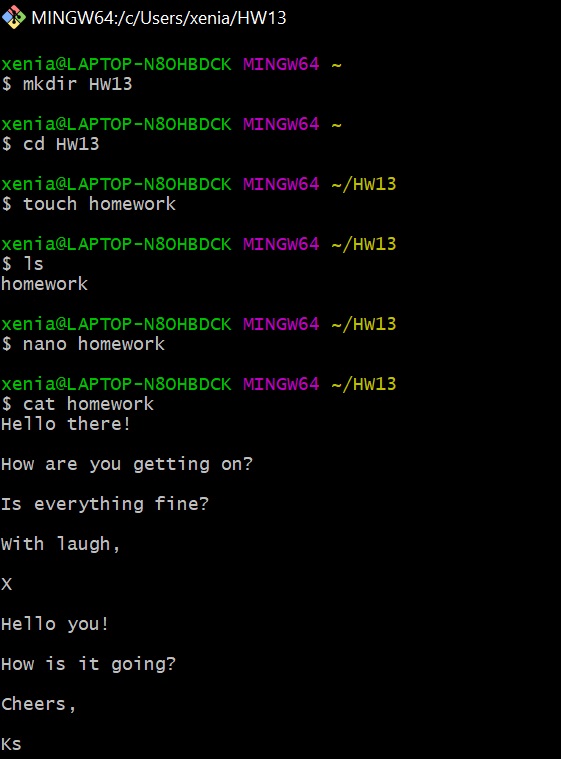 MINGW64:/c/Users/xenia/HW13
xenia@LAPTOP-N8OHBDCK MINGW64 ~
$ mkdir HW13
xenia@LAPTOP-N8OHBDCK MINGW64 ~
$ cd HW13
xenia@LAPTOP-N8OHBDCK MINGW64 ~/HW13
$ touch homework
xenia@LAPTOP-N8OHBDCK MINGW64 ~/HW13
$ ls
homework
xenia@LAPTOP-N8OHBDCK MINGW64 ~/HW13
$ nano homework
xenia@LAPTOP-N8OHBDCK MINGW64 ~/HW13
$ cat homework
Hello there!
How are you getting on?
Is everything fine?
With laugh,
X
Hello you!
How is it going?
Cheers,
Ks